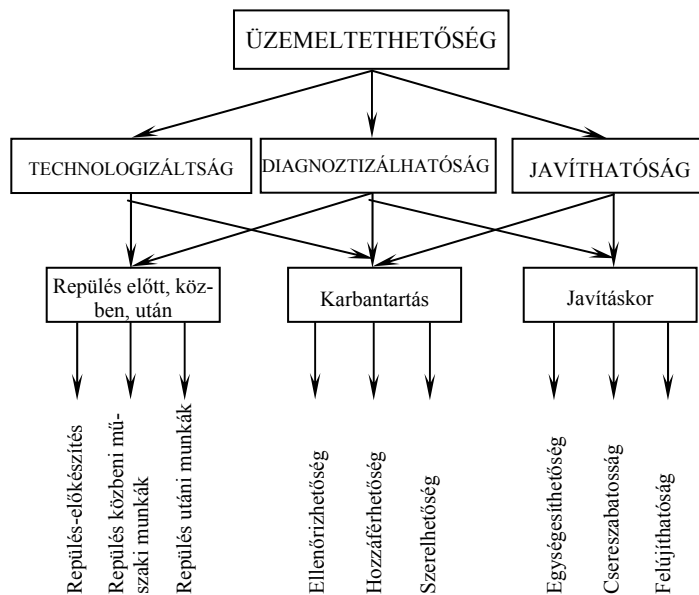 ÜZEMELTETHETŐSÉG
TECHNOLOGIZÁLTSÁG
DIAGNOZTIZÁLHATÓSÁG
JAVÍTHATÓSÁG
Repülés előtt, köz-
ben, után
Karbantartás
Javításkor
Repülés-előkészítés
Repülés közbeni mű-
szaki munkák
Repülés utáni munkák
Ellenőrizhetőség
Hozzáférhetőség
Szerelhetőség
Egységesíthetőség
Csereszabatosság
Felújíthatóság